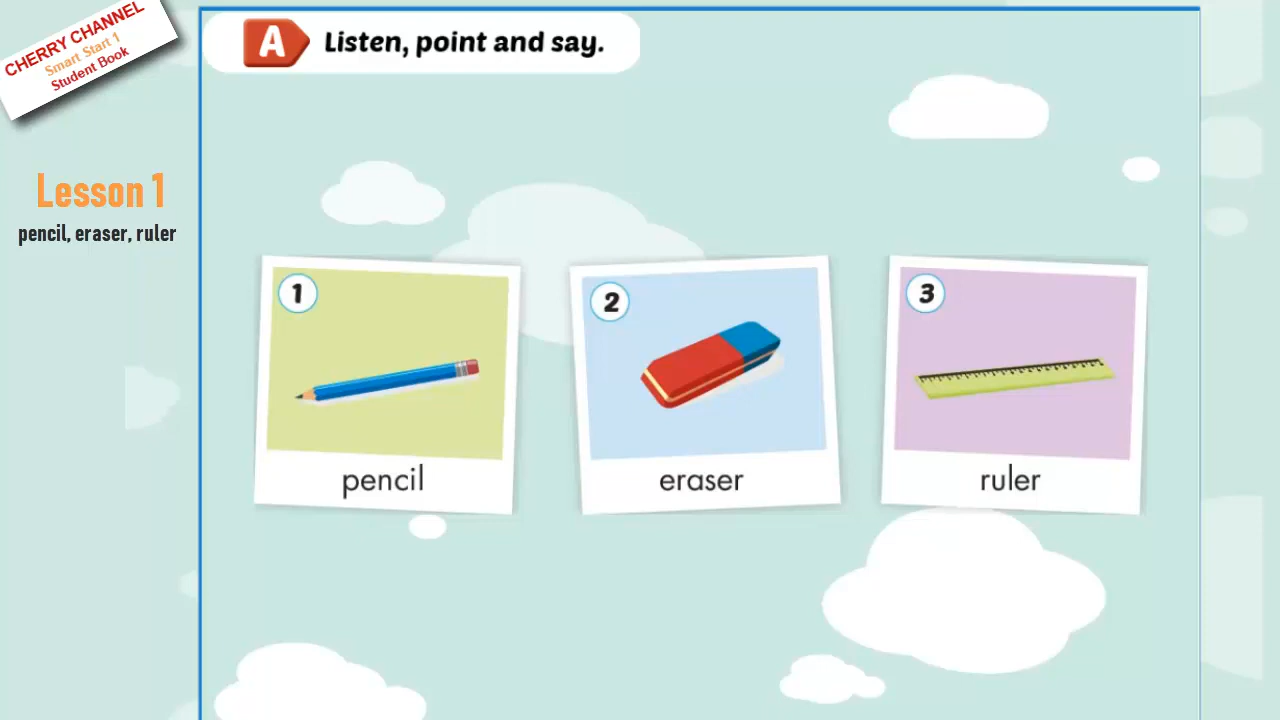 CHERRY CHANNEL
Smart Start 1
Student Book
A Listen, point and say.
Lesson 1
pencil, eraser, ruler
1
2
3
pencil
eraser
ruler